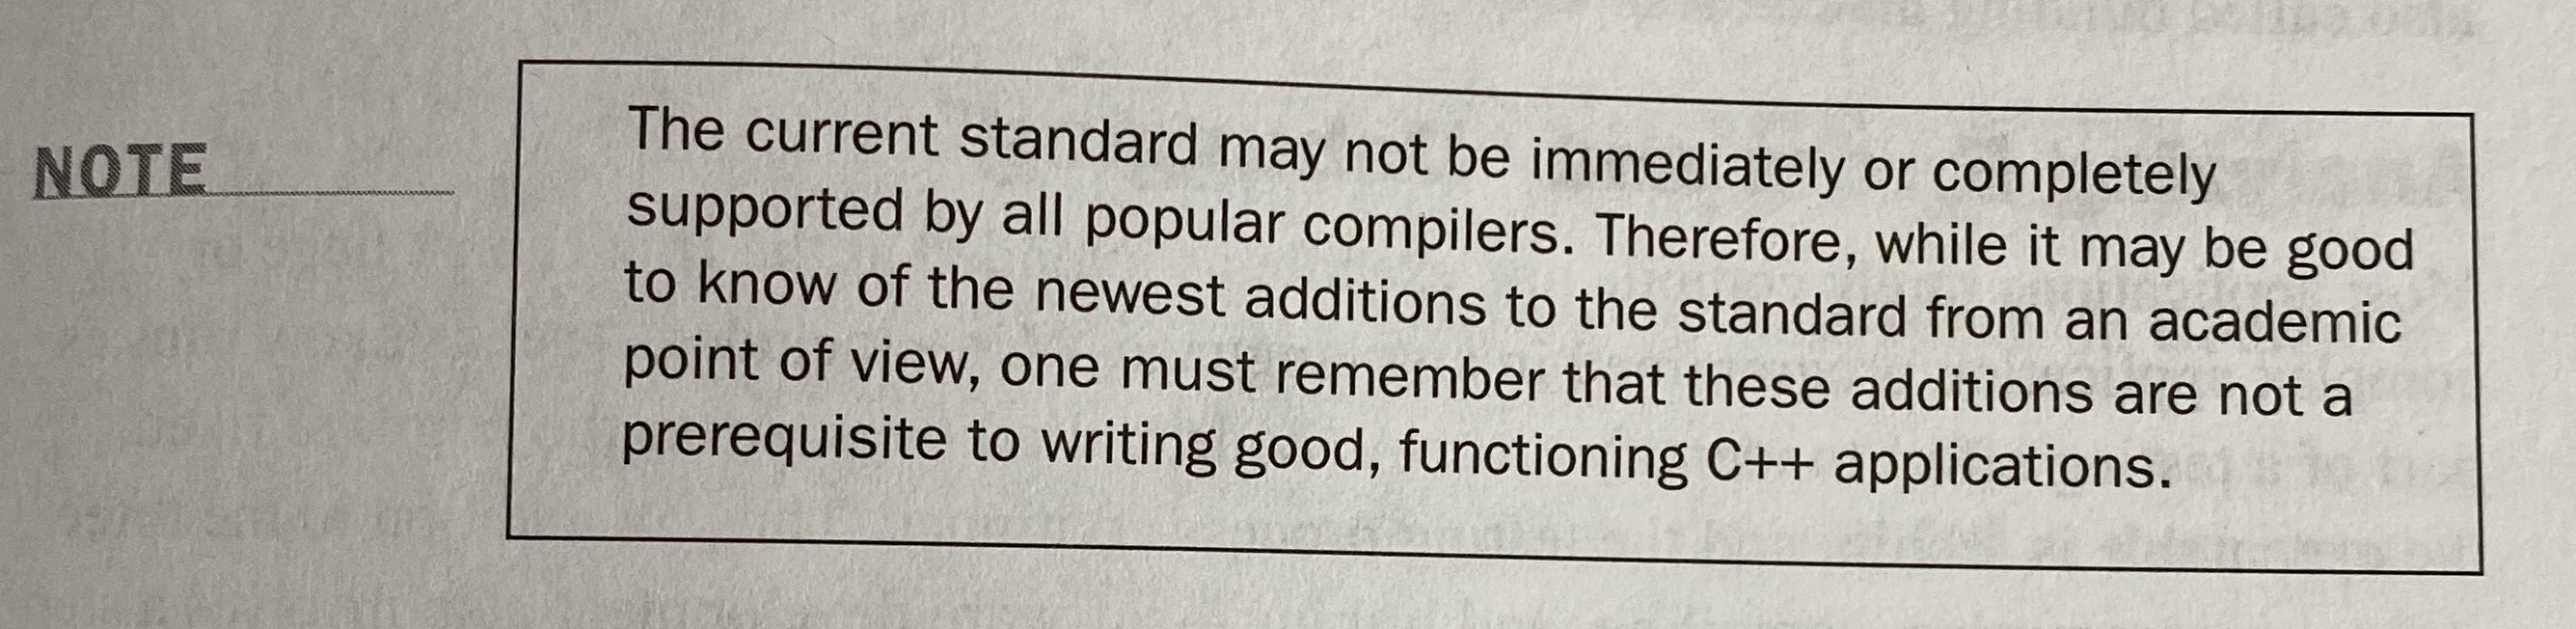 NOTE
The current standard may not be immediately or completely
supported by all popular compilers. Therefore, while it may be good
to know of the newest additions to the standard from an academic
point of view, one must remember that these additions are not a
prerequisite to writing good, functioning C++ applications.